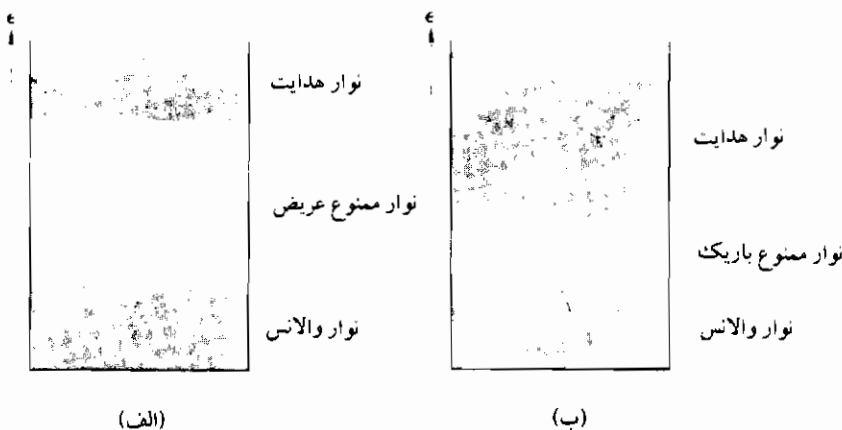 ε
نوار هدایت
نوار ممنوع عریض
نوار والانس
(الف)
ε
نوار هدایت
نوار ممنوع باریک
نوار والانس
(ب)